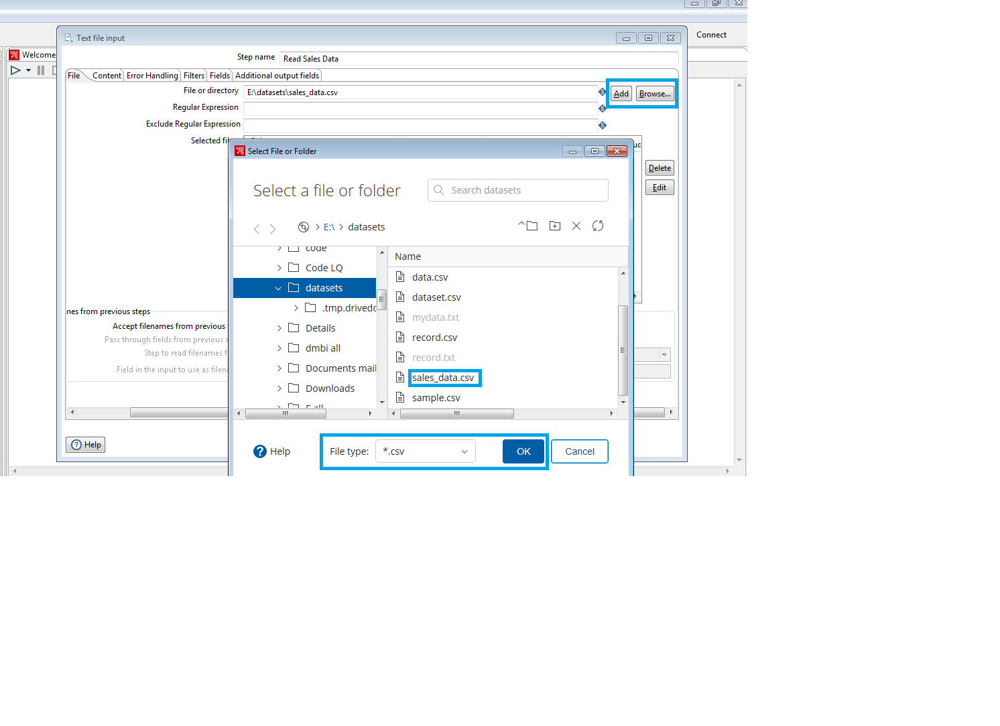 Connect
Text file input
Welcome
Step name Read Sales Data
File Content Error Handling Filters Fields Additional output fields
File or directory E:\datasets\sales_data.csv Add Browse...
Regular Expression
Exclude Regular Expression
Selected
Select File or Folder
Delete
Edit
Select a file or folder Search datasets
E:\ > datasets
Name
code
Code LQ
datasets
.tmp.drivedo
Details
dmbi all
Documents mail
Downloads
data.csv
dataset.csv
mydata.txt
record.csv
record.txt
sales_data.csv
sample.csv
nes from previous steps
Accept filenames from previous s
Pass through fields from previous s
Step to read filenames f
Field in the input to use as filena
Help
Help File type: *.csv OK Cancel